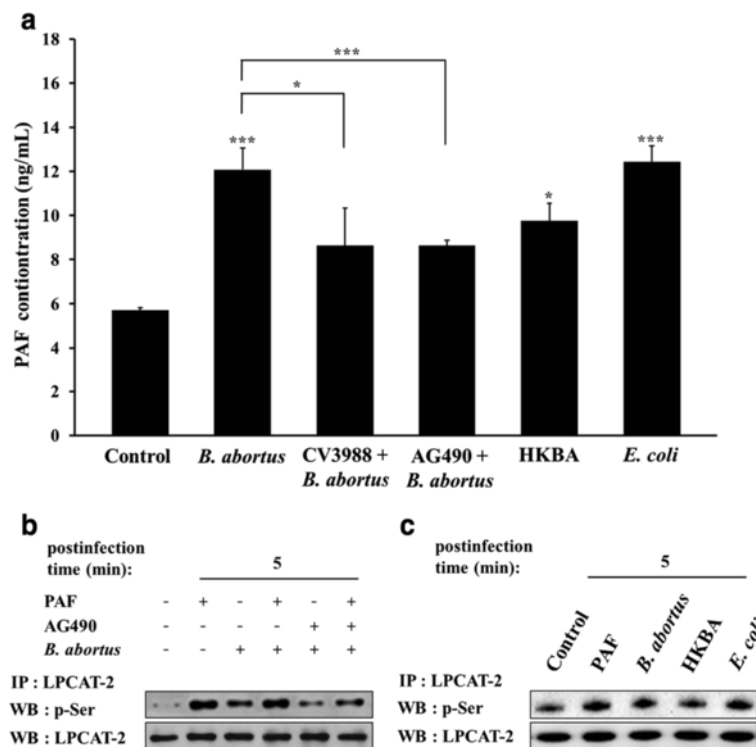 a
PAF contiontration (ng/mL)
18
16
14
12
10
8
6
4
2
0
***
*
***
*
***
Control
B. abortus
CV3988 +
B. abortus
AG490 +
B. abortus
HKBA
E. coli
b
postinfection
time (min): 5
PAF - + - + - +
AG490 - - - - + +
B. abortus - - + + + +
IP : LPCAT-2
WB : p-Ser
WB : LPCAT-2
c
postinfection
time (min): 5
Control PAF B. abortus HKBA E. coli
IP : LPCAT-2
WB : p-Ser
WB : LPCAT-2